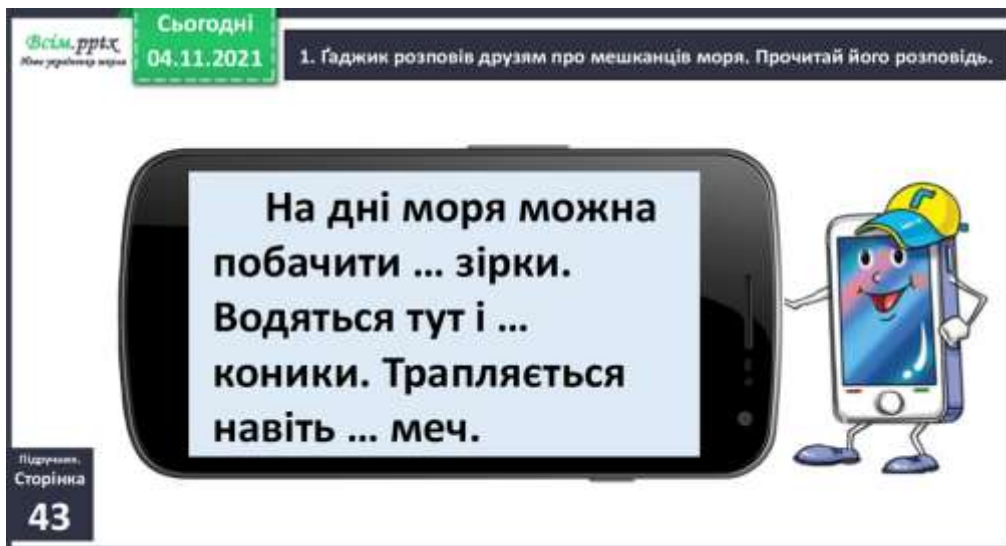 Всім.pptx
Нова українська школа
Сьогодні
04.11.2021
1. Ґаджик розповів друзям про мешканців моря. Прочитай його розповідь.
На дні моря можна
побачити ... зірки.
Водяться тут і ...
коники. Трапляється
навіть ... меч.
Підручник.
Сторінка
43